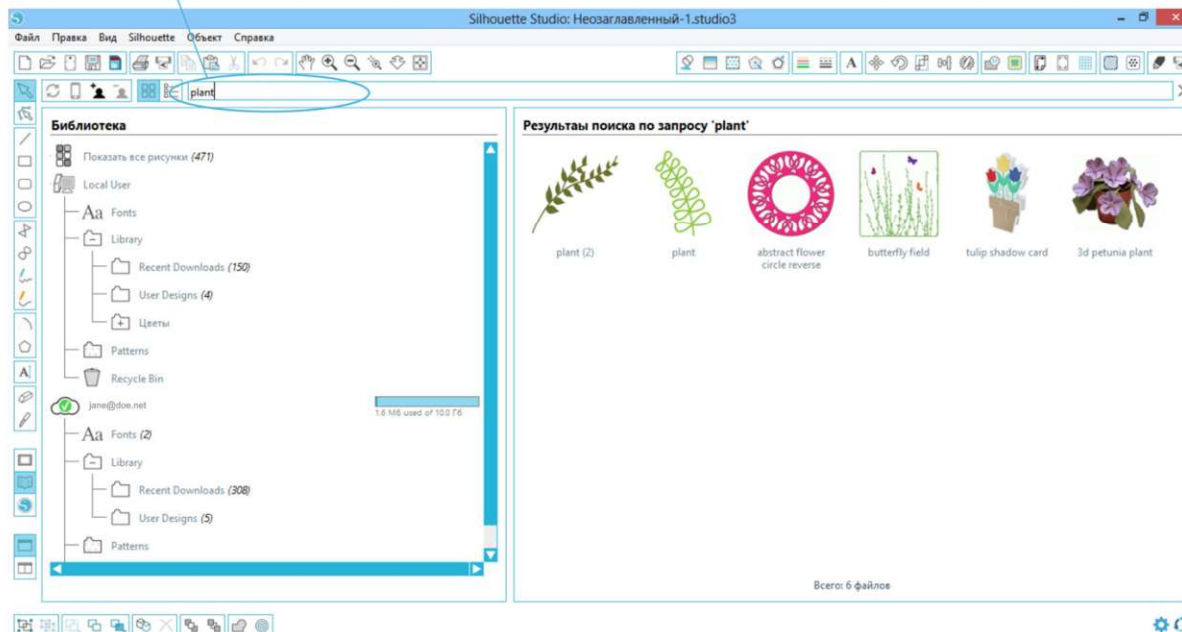 Silhouette Studio: Неозаглавленный-1.studio3
Файл Правка Вид Silhouette Объект Справка
A
plant
A
Библиотека
Показать все рисунки (471)
Local User
Aa Fonts
Library
Recent Downloads (150)
User Designs (4)
Цветы
Patterns
Recycle Bin
jane@doe.net
1.6 Мб used of 10.0 Гб
Aa Fonts (2)
Library
Recent Downloads (308)
User Designs (5)
Patterns
Результаы поиска по запросу 'plant'
plant (2)
plant
abstract flower
circle reverse
butterfly field
tulip shadow card
3d petunia plant
Всего: 6 файлов